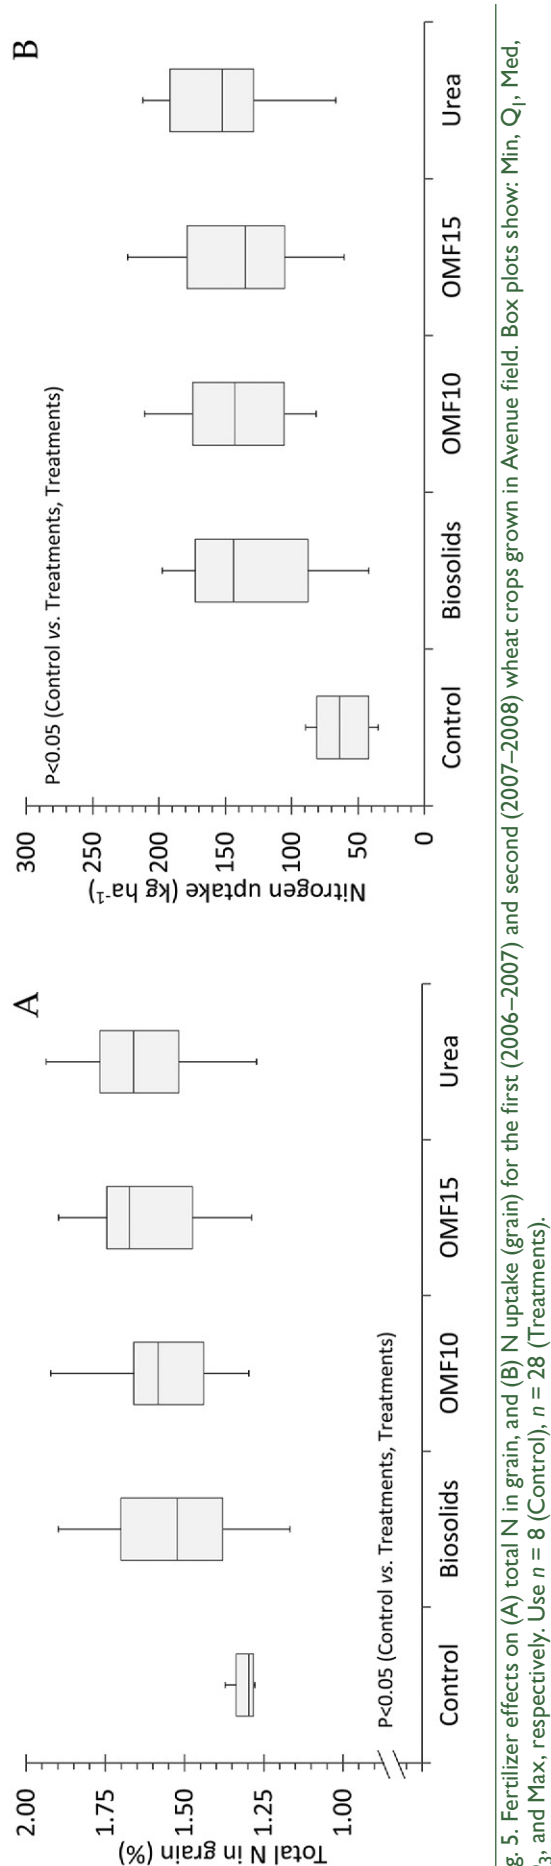 A
Total N in grain (%)
2.00
1.75
1.50
1.25
1.00
P<0.05 (Control vs. Treatments, Treatments)
Control Biosolids OMF10 OMF15 Urea
B
Nitrogen uptake (kg ha-1)
300
250
200
150
100
50
0
P<0.05 (Control vs. Treatments, Treatments)
Control Biosolids OMF10 OMF15 Urea
g. 5. Fertilizer effects on (A) total N in grain, and (B) N uptake (grain) for the first (2006–2007) and second (2007–2008) wheat crops grown in Avenue field. Box plots show: Min, Q1, Med,
3, and Max, respectively. Use n = 8 (Control), n = 28 (Treatments).